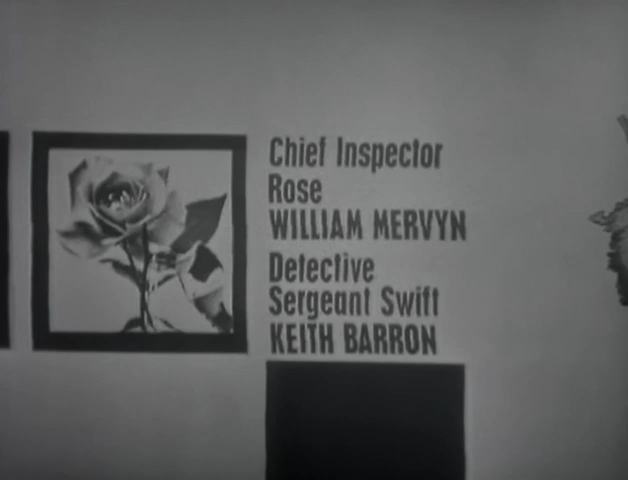 Chief Inspector
Rose
WILLIAM MERVYN
Detective
Sergeant Swift
KEITH BARRON